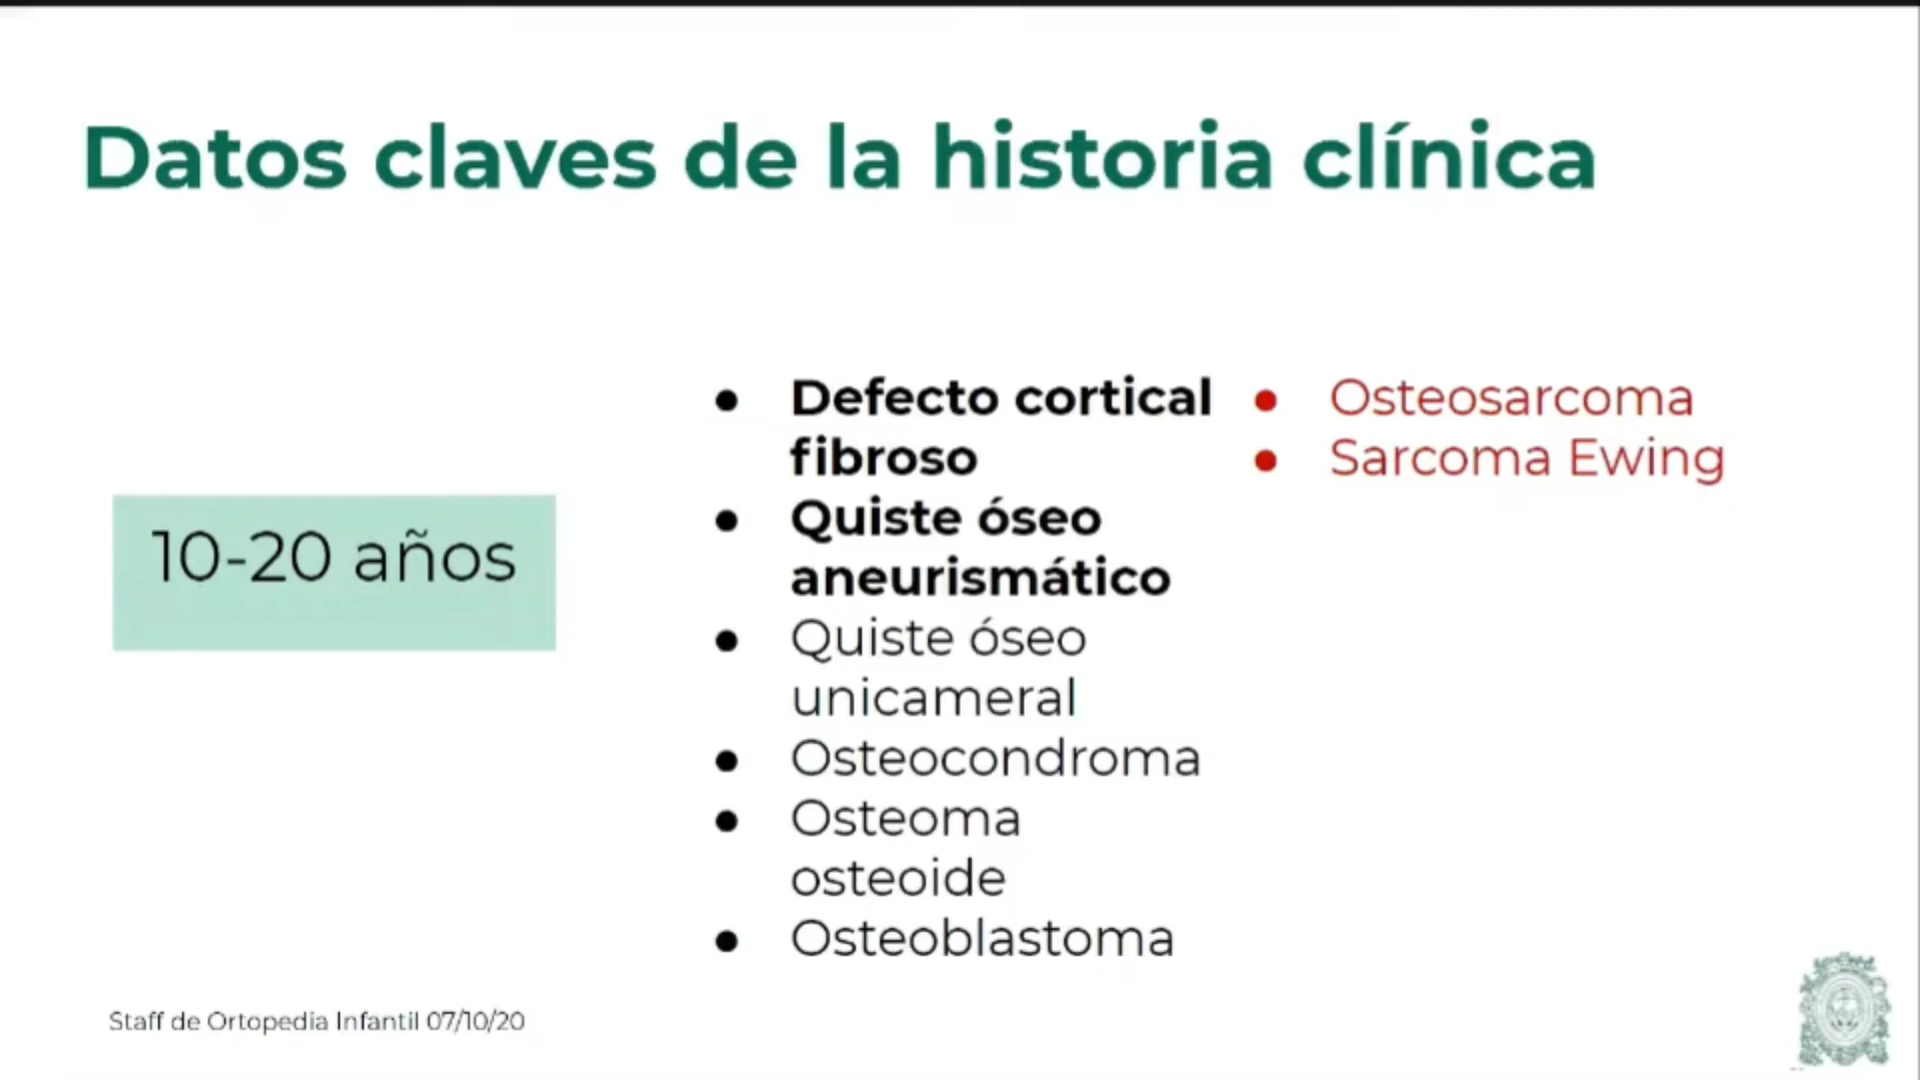 Datos claves de la historia clínica
10-20 años
● Defecto cortical
fibroso
● Quiste óseo
aneurismático
● Quiste óseo
unicameral
● Osteocondroma
● Osteoma
osteoide
● Osteoblastoma
● Osteosarcoma
● Sarcoma Ewing
Staff de Ortopedia Infantil 07/10/20